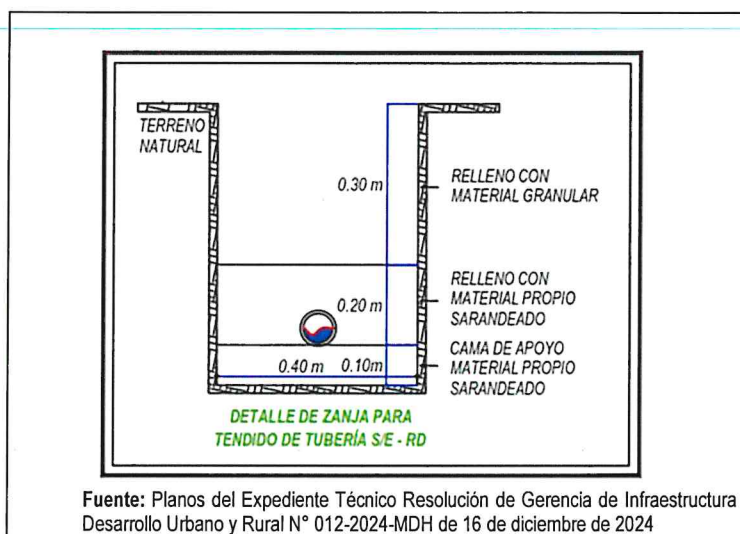 TERRENO
NATURAL
0.30 m
RELLENO CON
MATERIAL GRANULAR
0.20 m
RELLENO CON
MATERIAL PROPIO
SARANDEADO
0.40 m
0.10m
CAMA DE APOYO
MATERIAL PROPIO
SARANDEADO
DETALLE DE ZANJA PARA
TENDIDO DE TUBERÍA S/E - RD
Fuente: Planos del Expediente Técnico Resolución de Gerencia de Infraestructura
Desarrollo Urbano y Rural N° 012-2024-MDH de 16 de diciembre de 2024